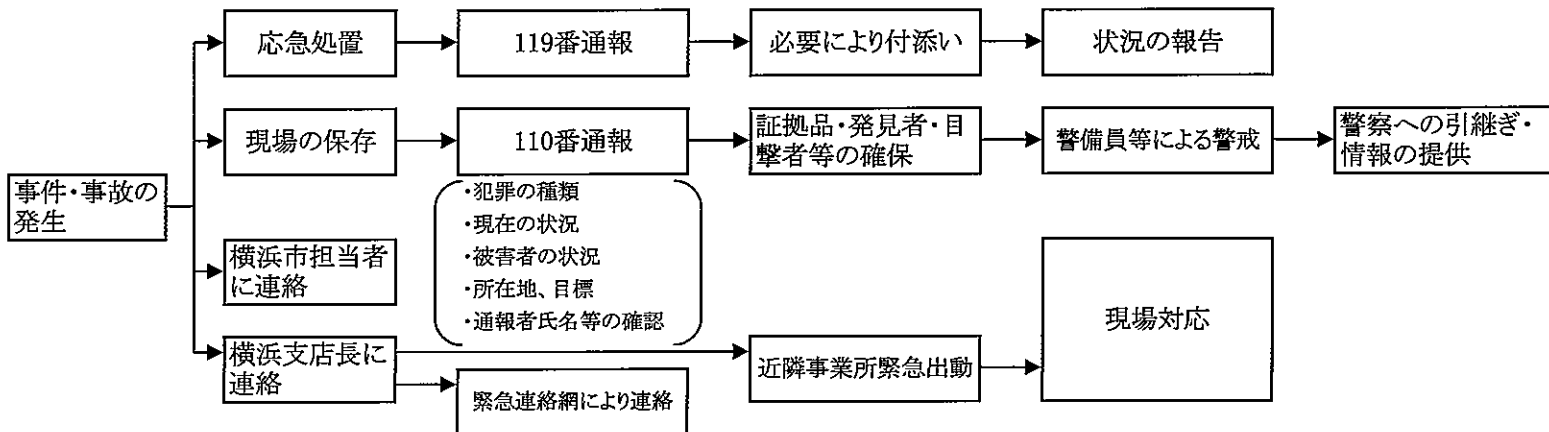 応急処置
119番通報
必要により付添い
状況の報告
現場の保存
110番通報
証拠品・発見者・目
撃者等の確保
警備員等による警戒
警察への引継ぎ・
情報の提供
事件・事故の
発生
・犯罪の種類
・現在の状況
・被害者の状況
・所在地、目標
・通報者氏名等の確認
横浜市担当者
に連絡
現場対応
横浜支店長に
連絡
近隣事業所緊急出動
緊急連絡網により連絡